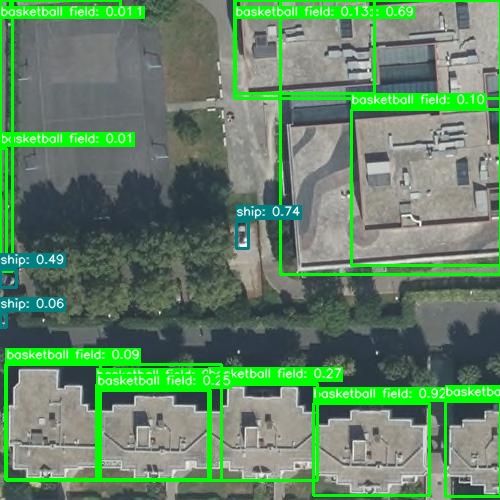 basketball field: 0.01
basketball field: 0.13
: 0.69
basketball field: 0.10
basketball field: 0.01
ship: 0.74
ship: 0.49
ship: 0.06
basketball field: 0.09
basketball field: 0.27
basketball field: 0.25
basketball field: 0.92
basketba